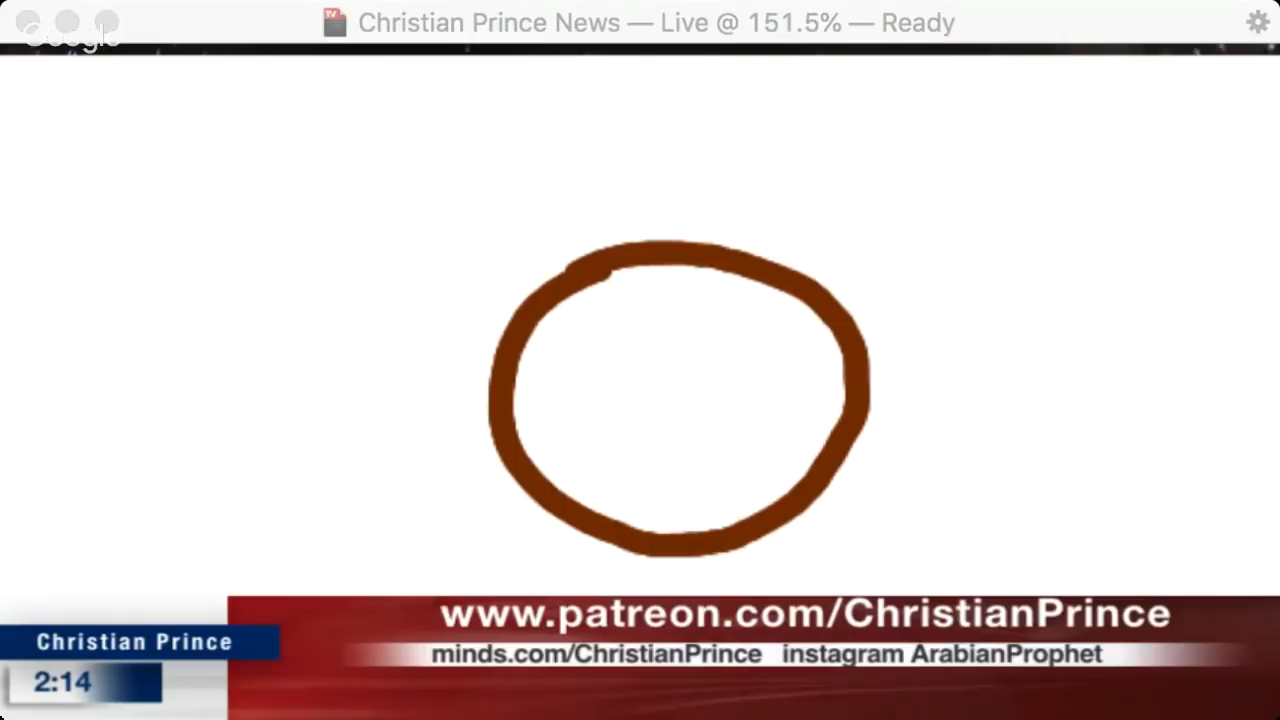 Christian Prince News — Live @ 151.5% — Ready
Google
www.patreon.com/ChristianPrince
minds.com/ChristianPrince instagram ArabianProphet
Christian Prince
2:14